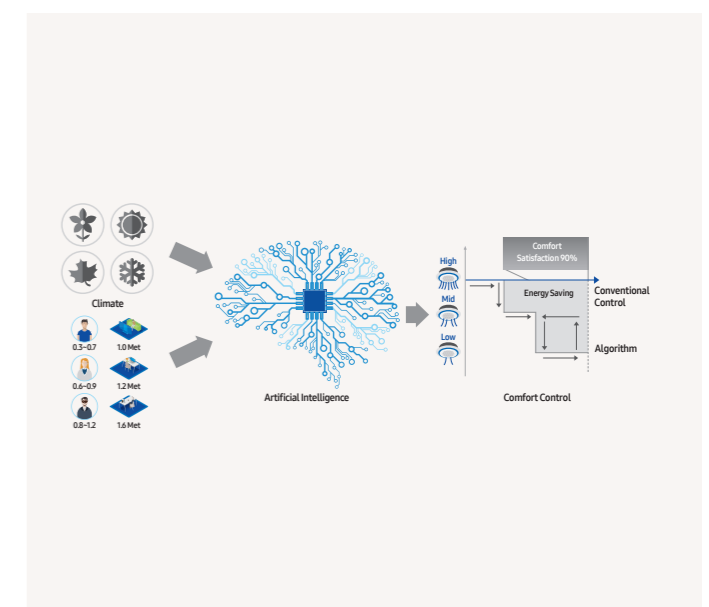 Climate
0.3~0.7
1.0 Met
0.6~0.9
1.2 Met
0.8~1.2
1.6 Met
Artificial Intelligence
High
Mid
Low
Comfort
Satisfaction 90%
Energy Saving
Conventional
Control
Algorithm
Comfort Control